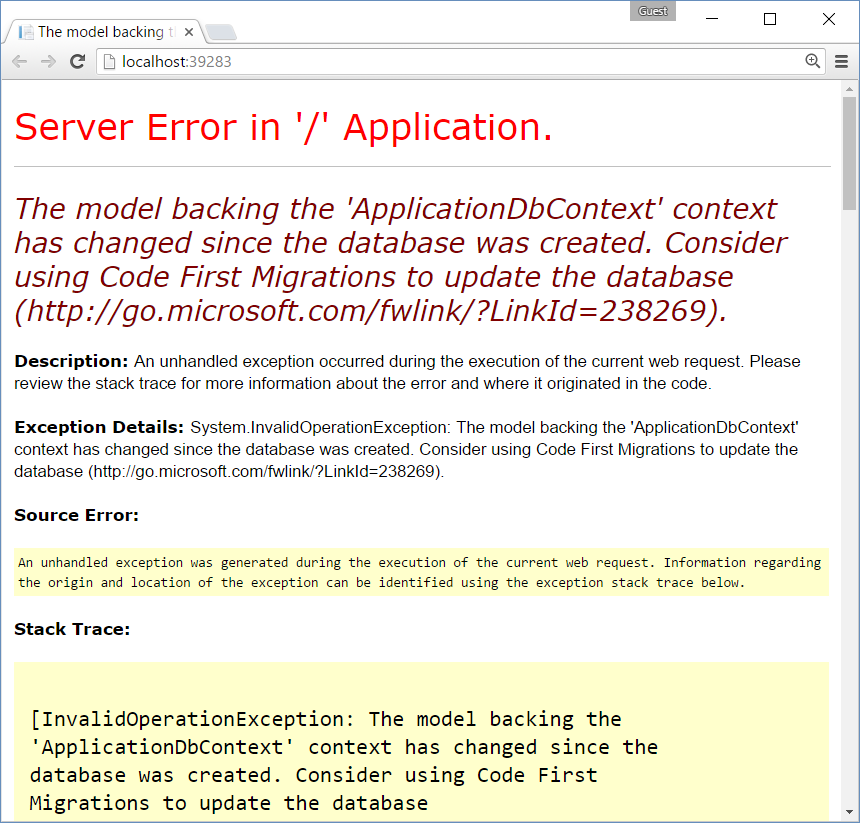 Guest
The model backing t
localhost:39283
Server Error in '/' Application.
The model backing the 'ApplicationDbContext' context
has changed since the database was created. Consider
using Code First Migrations to update the database
(http://go.microsoft.com/fwlink/?LinkId=238269).
Description: An unhandled exception occurred during the execution of the current web request. Please
review the stack trace for more information about the error and where it originated in the code.
Exception Details: System.InvalidOperationException: The model backing the 'ApplicationDbContext'
context has changed since the database was created. Consider using Code First Migrations to update the
database (http://go.microsoft.com/fwlink/?LinkId=238269).
Source Error:
An unhandled exception was generated during the execution of the current web request. Information regarding
the origin and location of the exception can be identified using the exception stack trace below.
Stack Trace:
[InvalidOperationException: The model backing the
'ApplicationDbContext' context has changed since the
database was created. Consider using Code First
Migrations to update the database